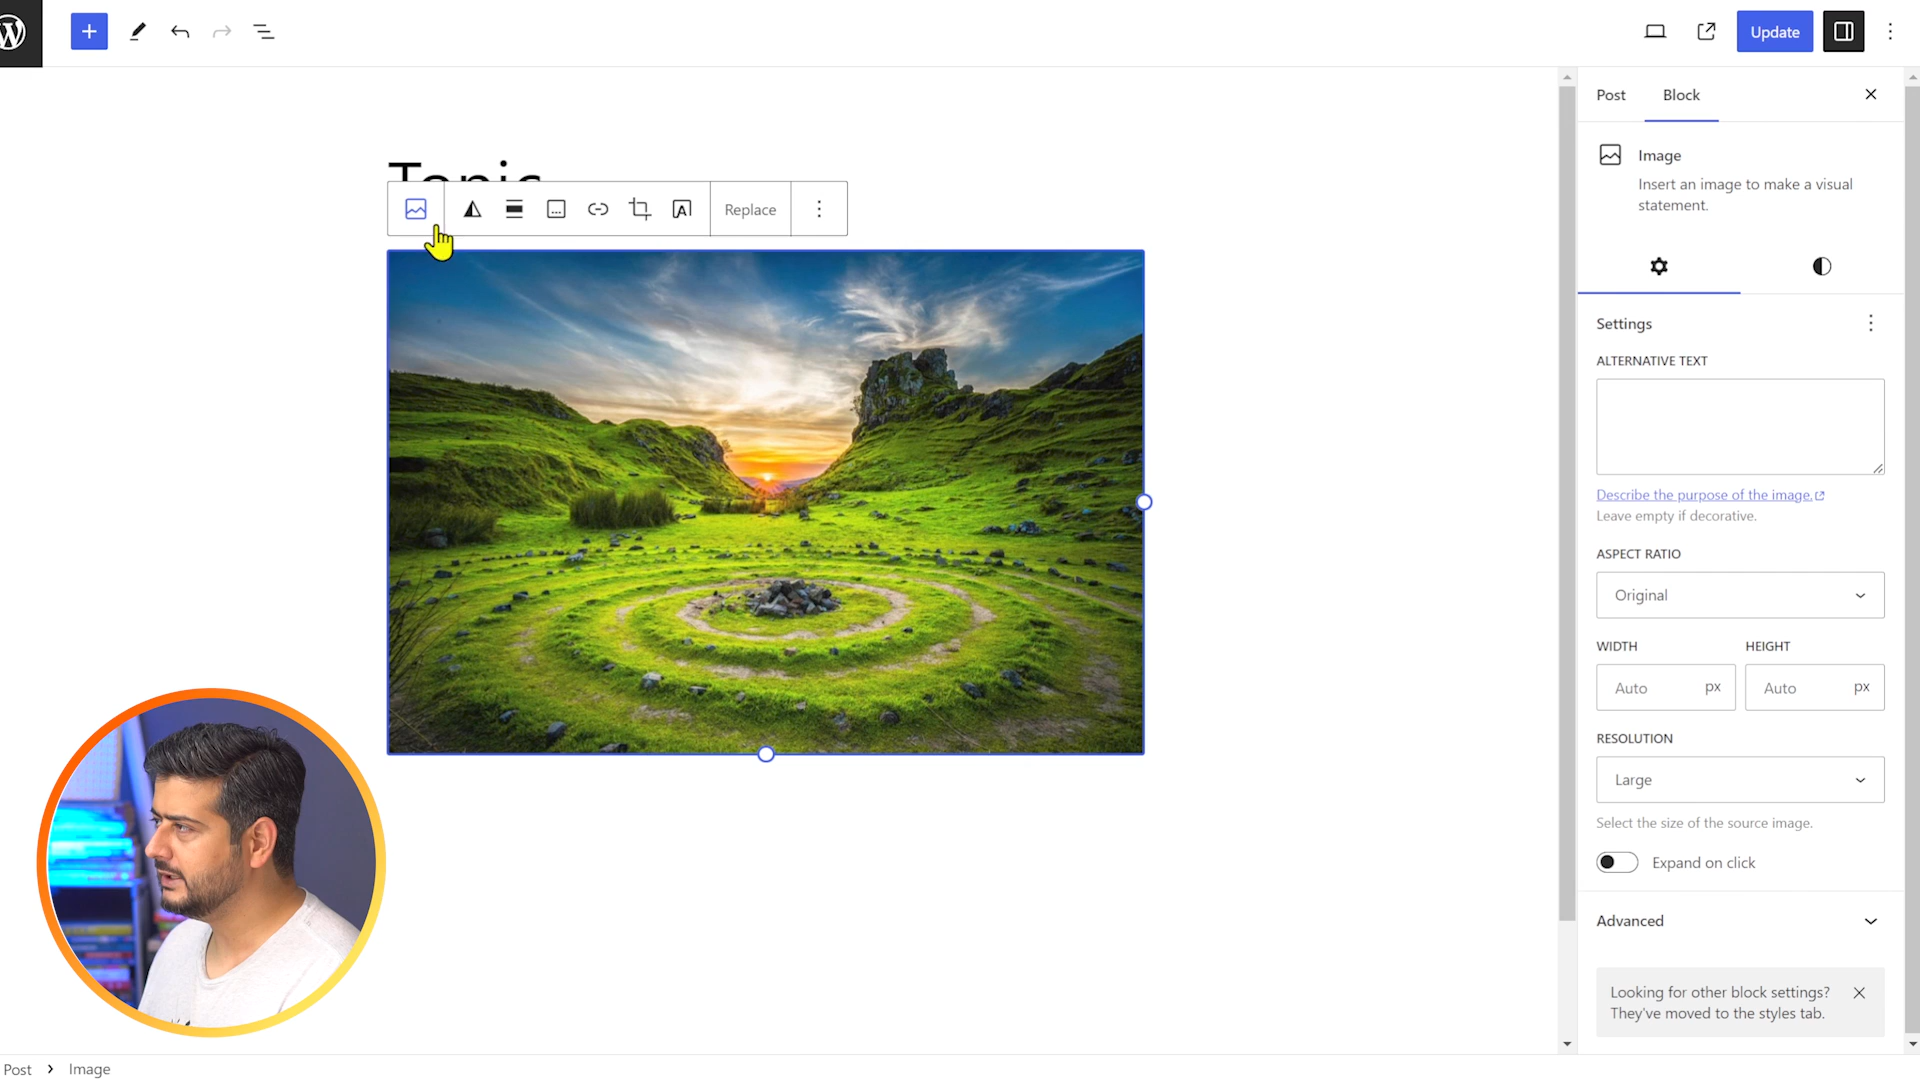 Update
Post
Block
Topic
Image
Insert an image to make a visual
statement.
Replace
Settings
ALTERNATIVE TEXT
Describe the purpose of the image.
Leave empty if decorative.
ASPECT RATIO
Original
WIDTH
HEIGHT
Auto
px
Auto
px
RESOLUTION
Large
Select the size of the source image.
Expand on click
Advanced
Looking for other block settings?
They've moved to the styles tab.
Post
Image